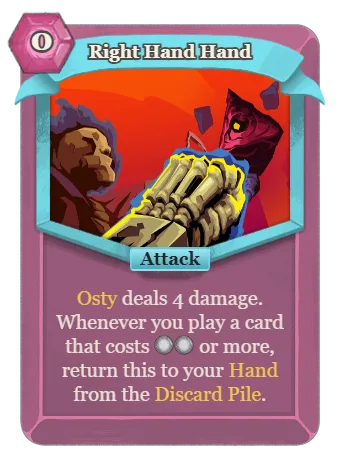 0
Right Hand Hand
Attack
Osty deals 4 damage.
Whenever you play a card
that costs or more,
return this to your Hand
from the Discard Pile.